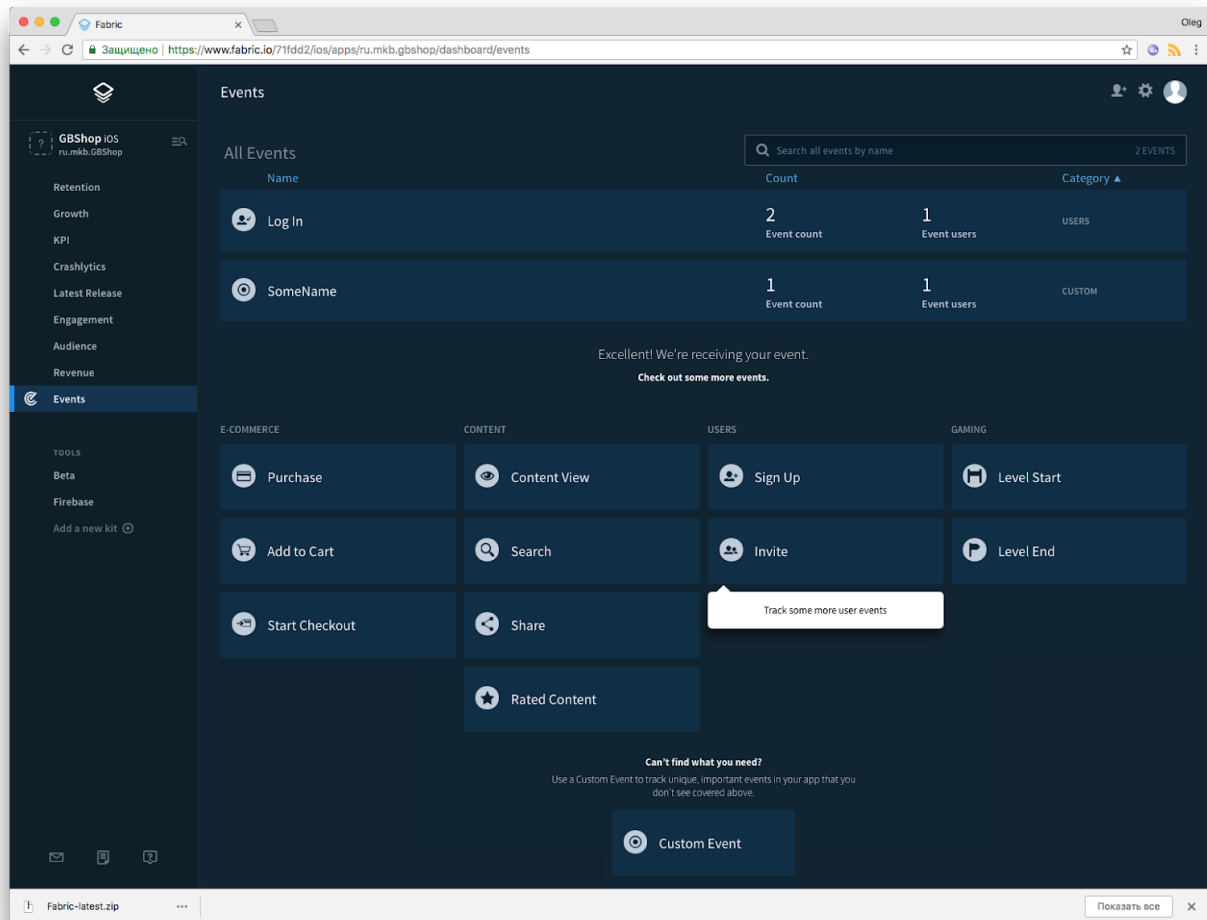 Fabric
Oleg
Защищено
https://www.fabric.io/71fdd2/ios/apps/ru.mkb.gbshop/dashboard/events
Events
? GBShop iOS
ru.mkb.GBShop
Retention
Growth
KPI
Crashlytics
Latest Release
Engagement
Audience
Revenue
Events
TOOLS
Beta
Firebase
Add a new kit
All Events
Search all events by name 2 EVENTS
Name Count Category ▲
Log In 2 1 USERS
Event count Event users
SomeName 1 1 CUSTOM
Event count Event users
Excellent! We're receiving your event.
Check out some more events.
E-COMMERCE CONTENT USERS GAMING
Purchase Content View Sign Up Level Start
Add to Cart Search Invite Level End
Track some more user events
Start Checkout Share
Rated Content
Can't find what you need?
Use a Custom Event to track unique, important events in your app that you
don't see covered above.
Custom Event
Fabric-latest.zip
Показать все